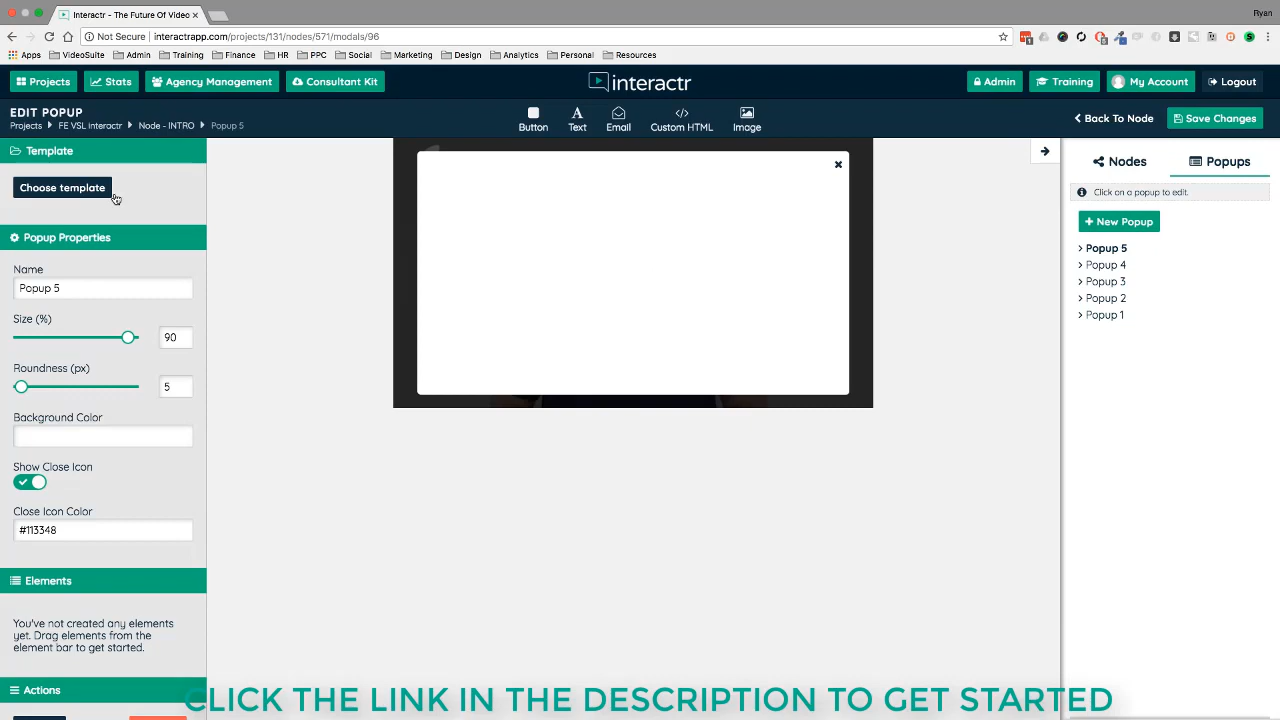 Interactr - The Future Of Video
Ryan
Not Secure interactrapp.com/projects/131/nodes/571/modals/96
Apps VideoSuite Admin Training Finance HR PPC Social Marketing Design Analytics Personal Resources
Projects Stats Agency Management Consultant Kit interactr Admin Training My Account Logout
EDIT POPUP
Projects > FE VSL Interactr > Node - INTRO > Popup 5
Button Text Email Custom HTML Image
Back To Node Save Changes
Template
Choose template
Popup Properties
Name
Popup 5
Size (%)
90
Roundness (px)
5
Background Color
Show Close Icon
Close Icon Color
#113348
Elements
You've not created any elements
yet. Drag elements from the
element bar to get started.
Actions
Nodes Popups
Click on a popup to edit.
+ New Popup
> Popup 5
> Popup 4
> Popup 3
> Popup 2
> Popup 1
CLICK THE LINK IN THE DESCRIPTION TO GET STARTED